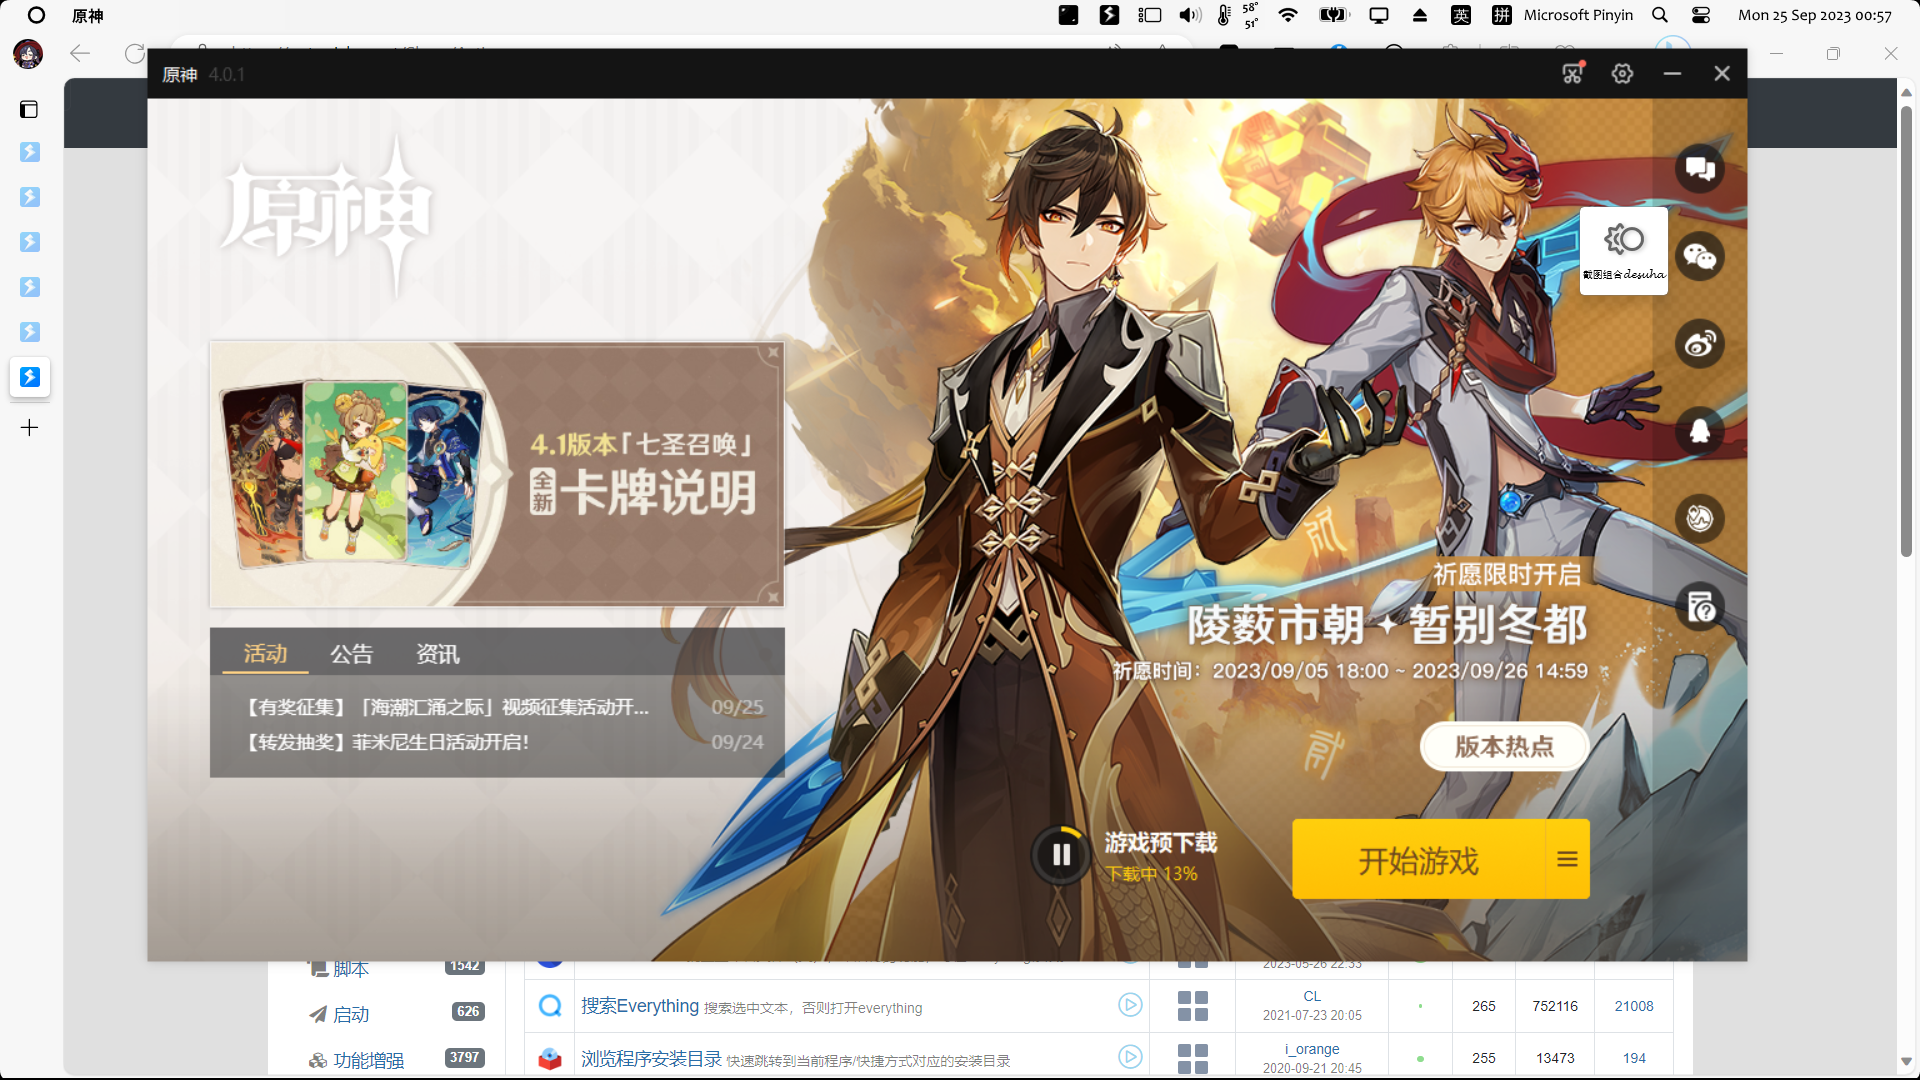 原神
58°
51°
英
拼
Microsoft Pinyin
Mon 25 Sep 2023 00:57
原神 4.0.1
原神
截图组合desuha
4.1版本「七圣召唤」
全新
卡牌说明
活动 公告 资讯
【有奖征集】「海潮汇涌之际」视频征集活动开... 09/25
【转发抽奖】菲米尼生日活动开启! 09/24
祈愿限时开启
陵薮市朝 暂别冬都
祈愿时间：2023/09/05 18:00 ~ 2023/09/26 14:59
版本热点
游戏预下载
下载中 13%
开始游戏
脚本 1542
2023-05-26 22:33
启动 626
搜索Everything 搜索选中文本，否则打开everything
CL
2021-07-23 20:05
265 752116 21008
功能增强 3797
浏览程序安装目录 快速跳转到当前程序/快捷方式对应的安装目录
i_orange
2020-09-21 20:45
255 13473 194